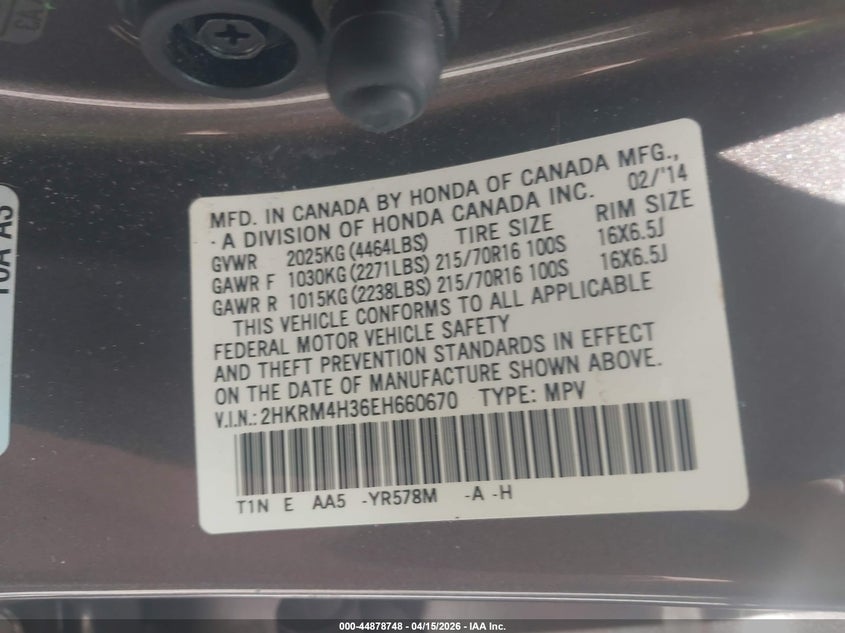 MFD. IN CANADA BY HONDA OF CANADA MFG.,
- A DIVISION OF HONDA CANADA INC. 02/'14
GVWR 2025KG(4464LBS) TIRE SIZE RIM SIZE
GAWR F 1030KG(2271LBS) 215/70R16 100S 16X6.5J
GAWR R 1015KG(2238LBS) 215/70R16 100S 16X6.5J
THIS VEHICLE CONFORMS TO ALL APPLICABLE
FEDERAL MOTOR VEHICLE SAFETY
AND THEFT PREVENTION STANDARDS IN EFFECT
ON THE DATE OF MANUFACTURE SHOWN ABOVE.
V.I.N.:2HKRM4H36EH660670 TYPE: MPV
T1N E AA5 -YR578M -A -H
000-44878748 - 04/15/2026 - IAA Inc.